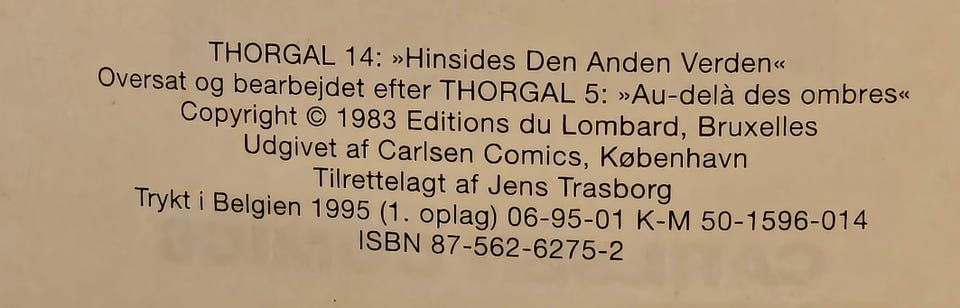 THORGAL 14: »Hinsides Den Anden Verden«
Oversat og bearbejdet efter THORGAL 5: »Au-delà des ombres«
Copyright © 1983 Editions du Lombard, Bruxelles
Udgivet af Carlsen Comics, København
Tilrettelagt af Jens Trasborg
Trykt i Belgien 1995 (1. oplag) 06-95-01 K-M 50-1596-014
ISBN 87-562-6275-2